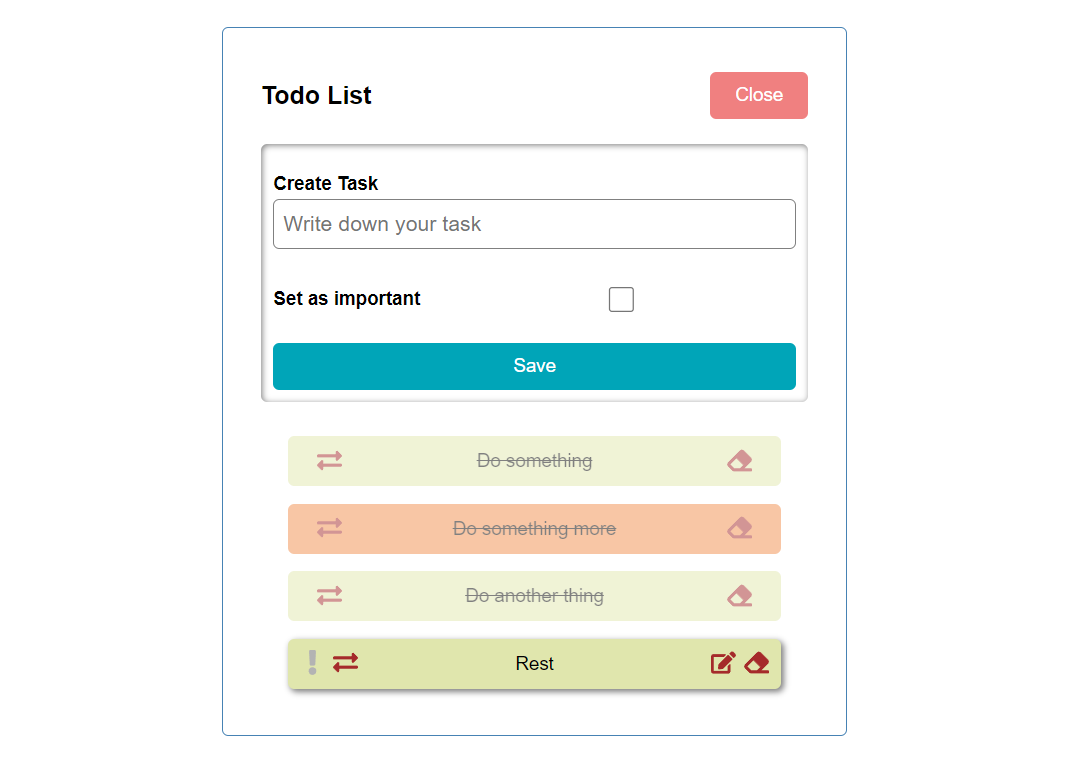 Todo List
Close
Create Task
Write down your task
Set as important
Save
Do something
Do something more
Do another thing
Rest